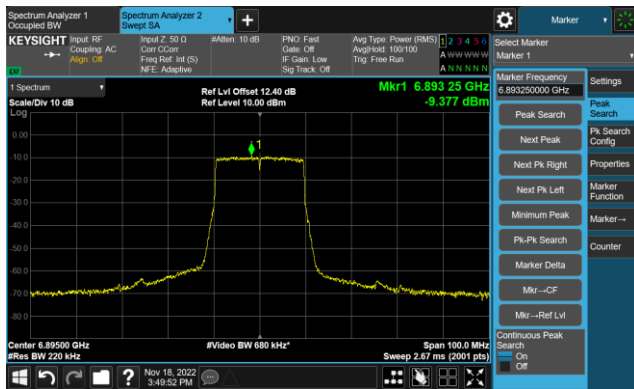 Spectrum Analyzer 1
Occupied BW
Spectrum Analyzer 2
Swept SA
Marker
KEYSIGHT
Input: RF
Coupling: AC
Align: Off
Input Z: 50 Ω
Corr CCorr
Freq Ref: Int (S)
NFE: Adaptive
#Atten: 10 dB
PNO: Fast
Gate: Off
IF Gain: Low
Sig Track: Off
Avg Type: Power (RMS)
Avg|Hold: 100/100
Trig: Free Run
1 2 3 4 5 6
A W W W W W
A N N N N N
Select Marker
Marker 1
1 Spectrum
Scale/Div 10 dB
Log
Ref Lvl Offset 12.40 dB
Ref Level 10.00 dBm
Mkr1 6.893 25 GHz
-9.377 dBm
1
0.00
-10.0
-20.0
-30.0
-40.0
-50.0
-60.0
-70.0
-80.0
Center 6.89500 GHz
#Res BW 220 kHz
#Video BW 680 kHz*
Span 100.0 MHz
Sweep 2.67 ms (2001 pts)
Marker Frequency
6.893250000 GHz
Peak Search
Next Peak
Next Pk Right
Next Pk Left
Minimum Peak
Pk-Pk Search
Marker Delta
Mkr→CF
Mkr→Ref Lvl
Continuous Peak
Search
On
Off
Settings
Peak
Search
Pk Search
Config
Properties
Marker
Function
Marker→
Counter
Nov 18, 2022
3:49:52 PM